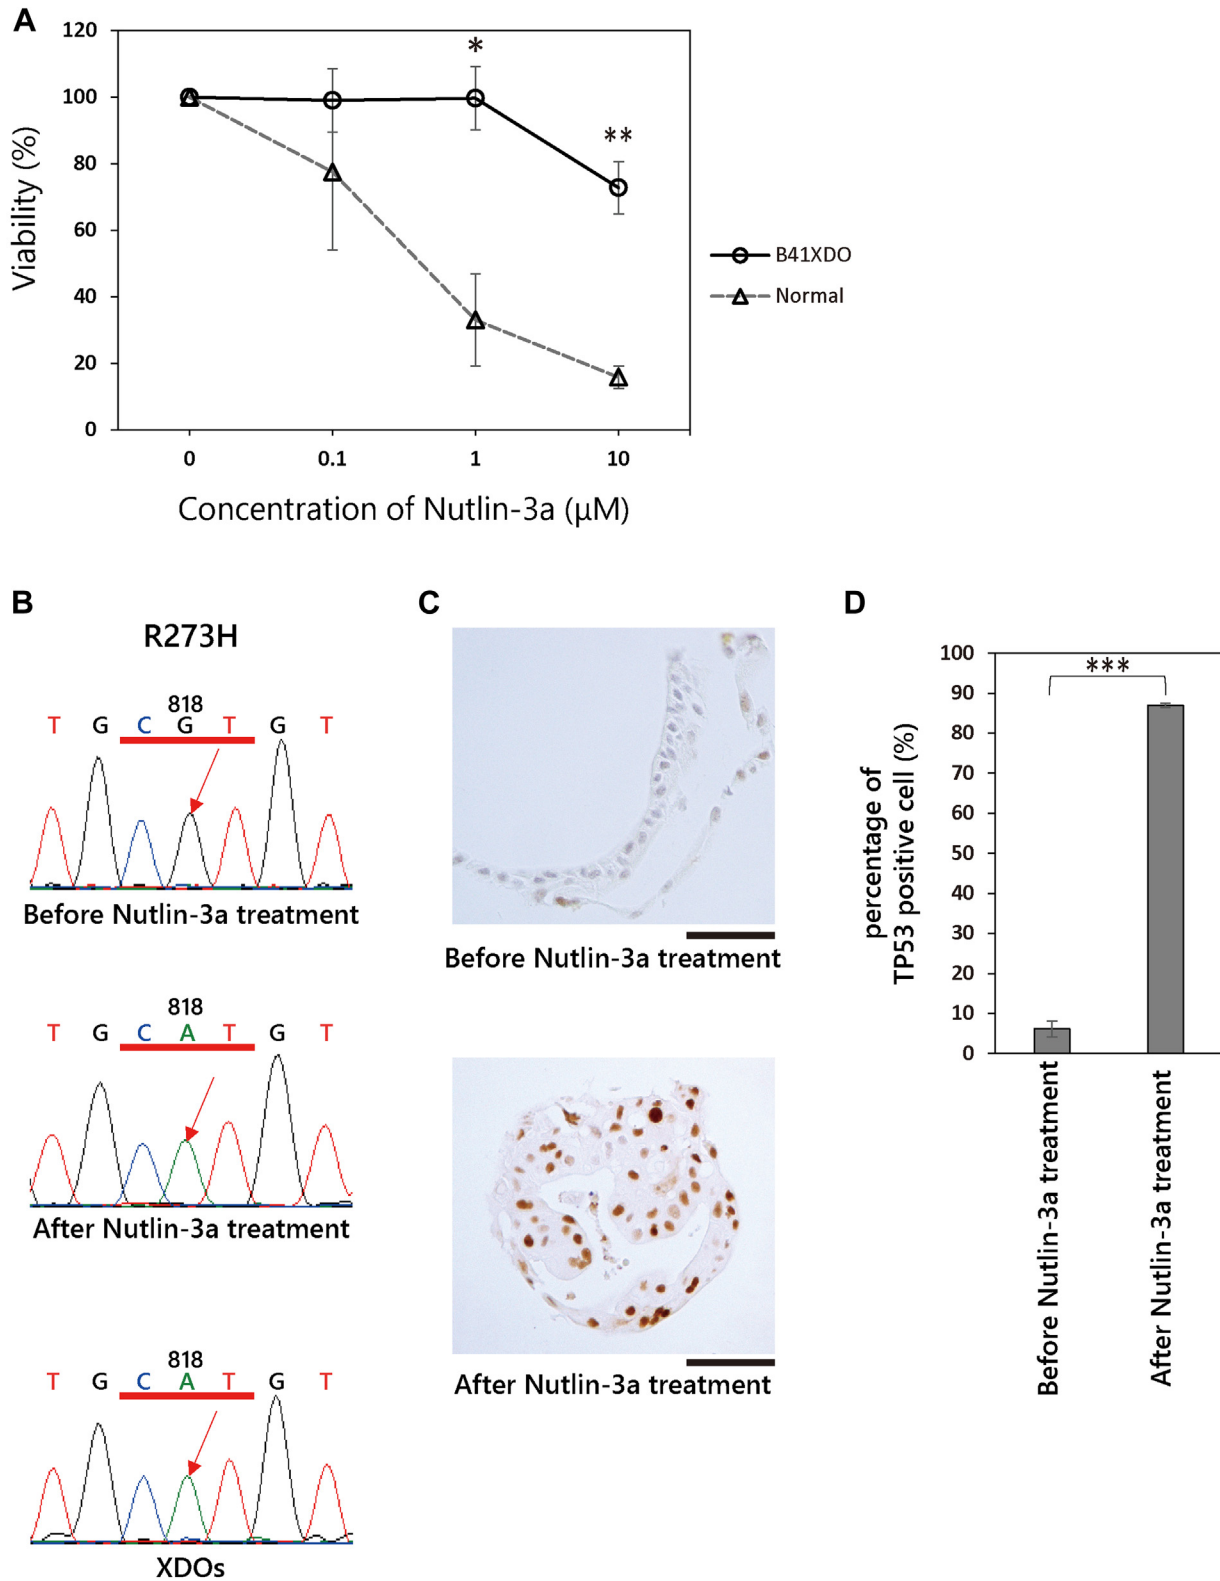 A
120
100
80
60
40
20
0
Viability (%)
*
**
0 0.1 1 10
Concentration of Nutlin-3a (μM)
B41XDO
Normal
B
R273H
818
T G C G T G T
Before Nutlin-3a treatment
818
T G C A T G T
After Nutlin-3a treatment
818
T G C A T G T
XDOs
C
Before Nutlin-3a treatment
After Nutlin-3a treatment
D
percentage of
TP53 positive cell (%)
100
90
80
70
60
50
40
30
20
10
0
***
Before Nutlin-3a treatment
After Nutlin-3a treatment